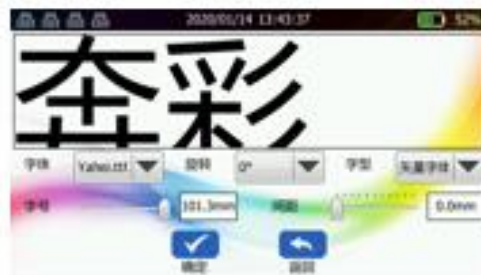 2020/01/14 13:43:37 52%
奔彩
字体 Yahei.ttf 旋转 0° 字型 矢量字体
字号 101.3mm 间距 0.0mm
确定 返回